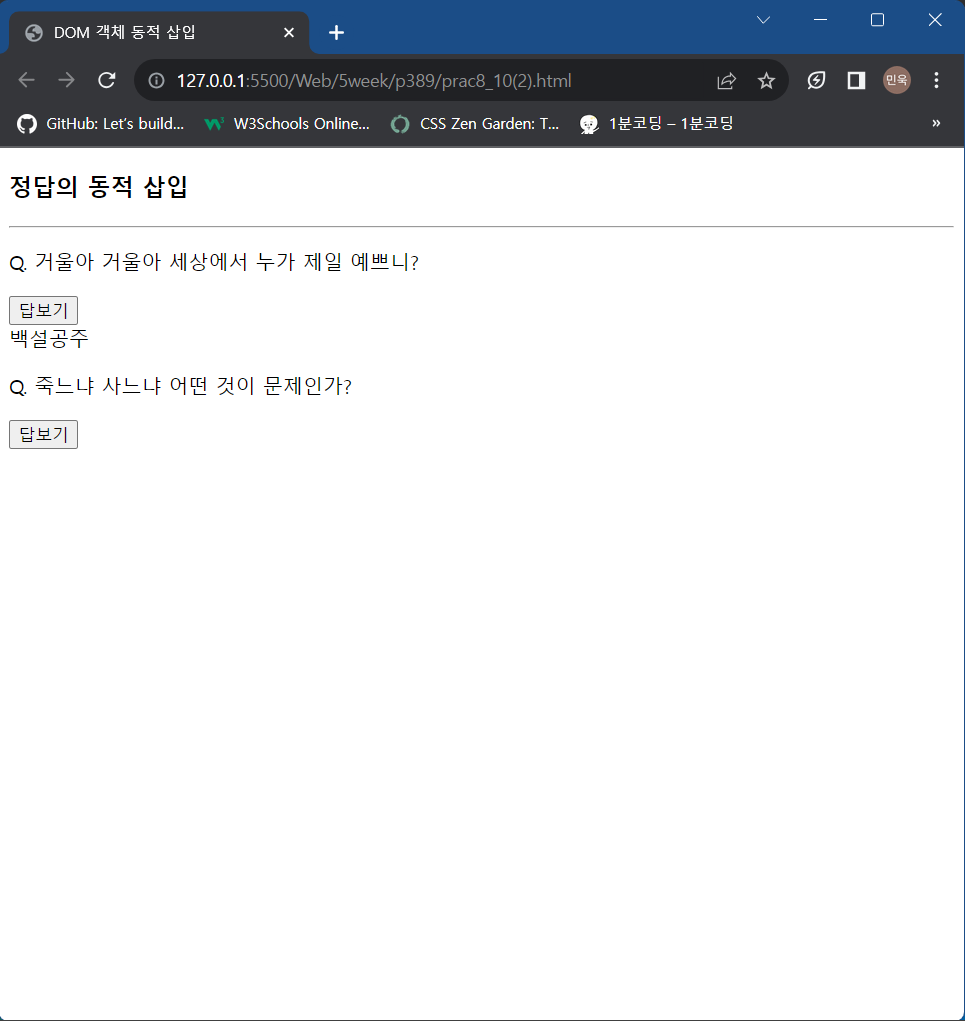 DOM 객체 동적 삽입
127.0.0.1:5500/Web/5week/p389/prac8_10(2).html
민욱
GitHub: Let's build...
W3Schools Online...
CSS Zen Garden: T...
1분코딩 – 1분코딩
»
정답의 동적 삽입
Q. 거울아 거울아 세상에서 누가 제일 예쁘니?
답보기
백설공주
Q. 죽느냐 사느냐 어떤 것이 문제인가?
답보기